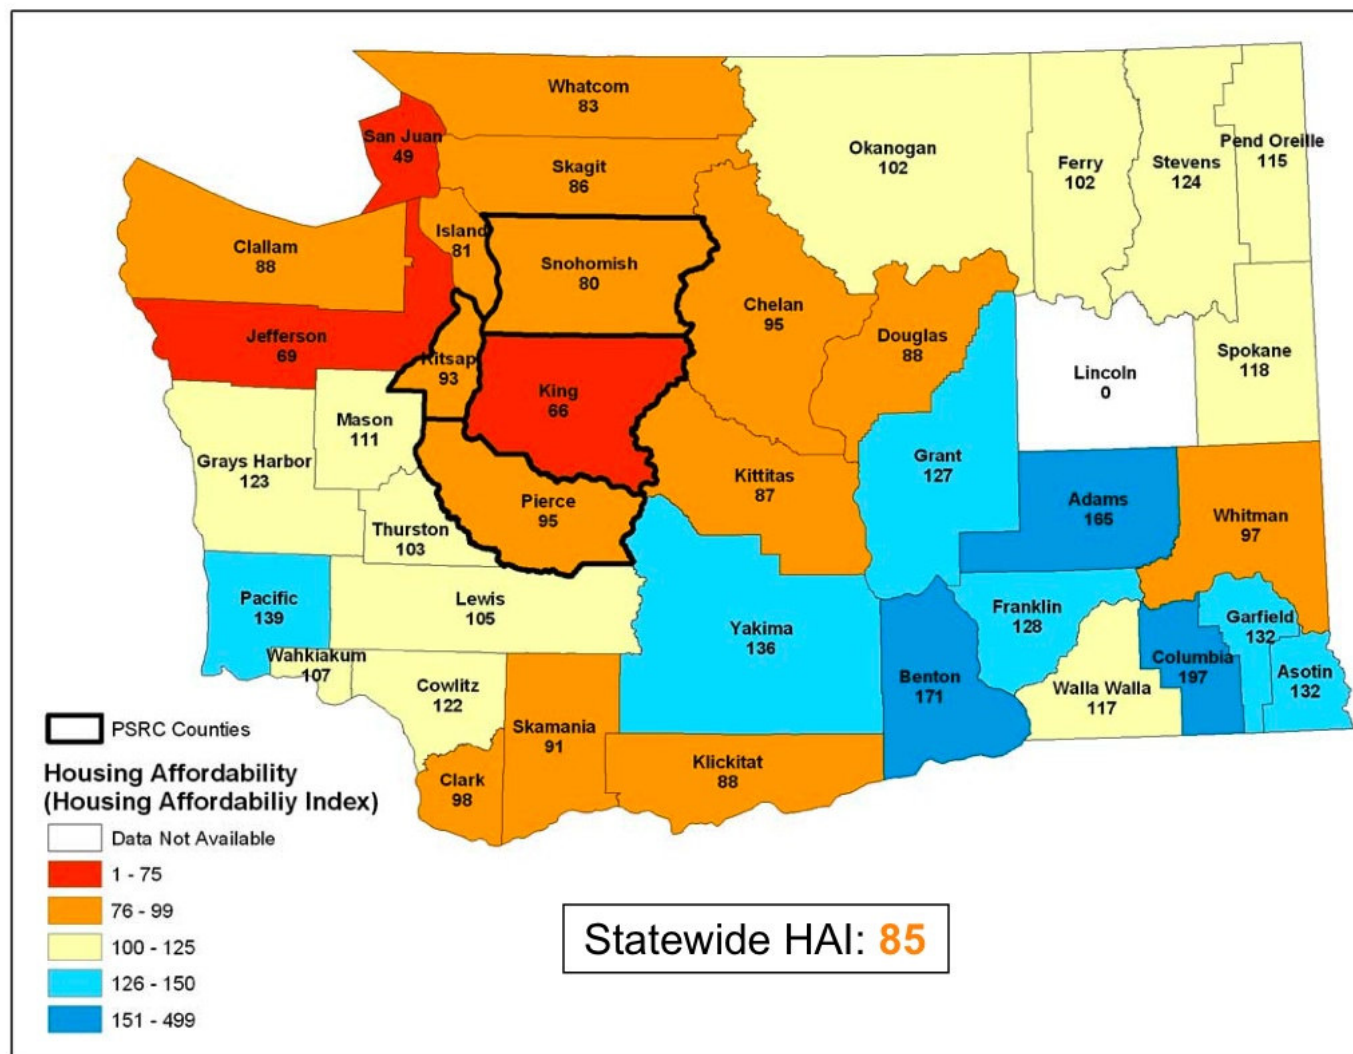 Whatcom
83
San Juan
49
Skagit
86
Okanogan
102
Ferry
102
Stevens
124
Pend Oreille
115
Island
81
Clallam
88
Snohomish
80
Chelan
95
Douglas
88
Jefferson
69
Kitsap
93
King
66
Lincoln
0
Spokane
118
Mason
111
Grays Harbor
123
Grant
127
Kittitas
87
Adams
165
Pierce
95
Thurston
103
Whitman
97
Pacific
139
Lewis
105
Yakima
136
Franklin
128
Garfield
132
Wahkiakum
107
Columbia
197
Asotin
132
Benton
171
Cowlitz
122
Walla Walla
117
Skamania
91
Klickitat
88
Clark
98
PSRC Counties
Housing Affordability
(Housing Affordabiliy Index)
Data Not Available
1 - 75
76 - 99
100 - 125
126 - 150
151 - 499
Statewide HAI: 85